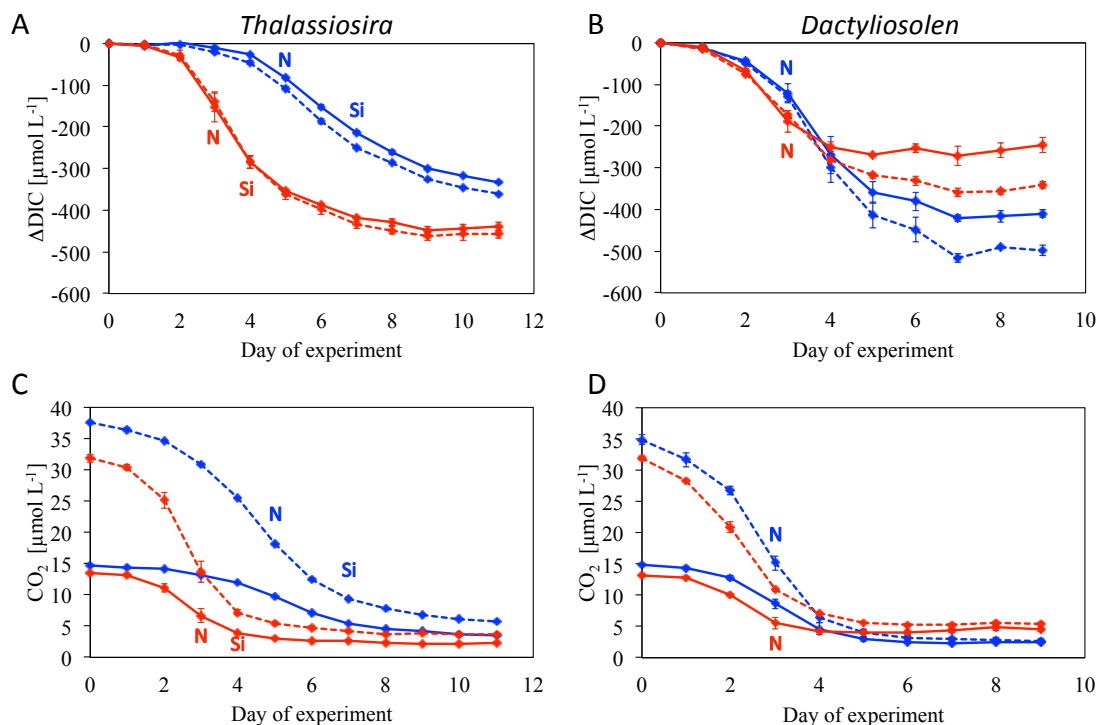 A
Thalassiosira
0
-100
-200
-300
-400
-500
-600
ΔDIC [µmol L⁻¹]
N
Si
N
Si
0 2 4 6 8 10 12
Day of experiment
B
Dactyliosolen
0
-100
-200
-300
-400
-500
-600
ΔDIC [µmol L⁻¹]
N
N
0 2 4 6 8 10
Day of experiment
C
40
35
30
25
20
15
10
5
0
CO₂ [µmol L⁻¹]
N
Si
N
Si
0 2 4 6 8 10 12
Day of experiment
D
40
35
30
25
20
15
10
5
0
CO₂ [µmol L⁻¹]
N
N
0 2 4 6 8 10
Day of experiment